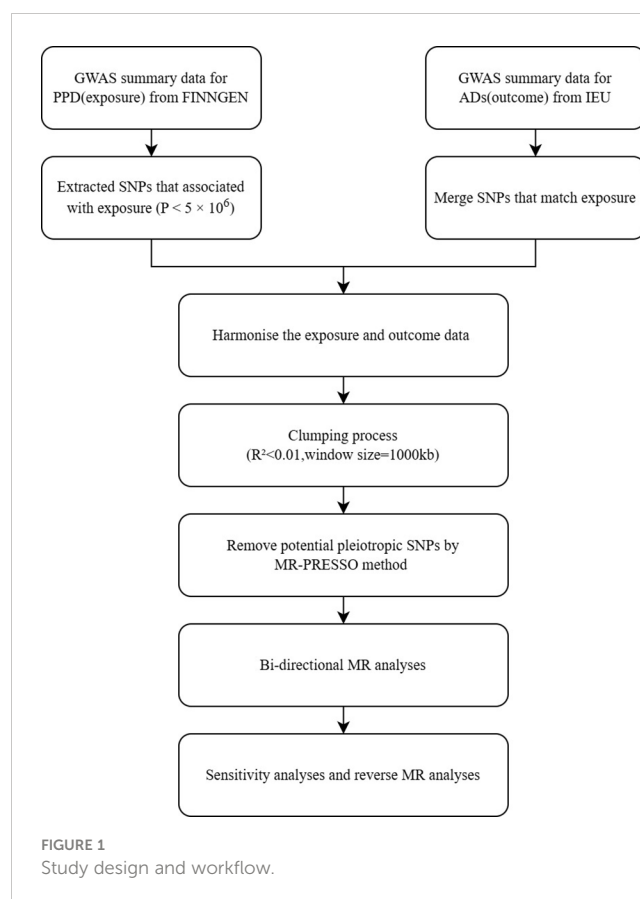 GWAS summary data for
PPD(exposure) from FINNGEN
GWAS summary data for
ADs(outcome) from IEU
Extracted SNPs that associated
with exposure (P < 5 × 10⁶)
Merge SNPs that match exposure
Harmonise the exposure and outcome data
Clumping process
(R²<0.01,window size=1000kb)
Remove potential pleiotropic SNPs by
MR-PRESSO method
Bi-directional MR analyses
Sensitivity analyses and reverse MR analyses
FIGURE 1
Study design and workflow.